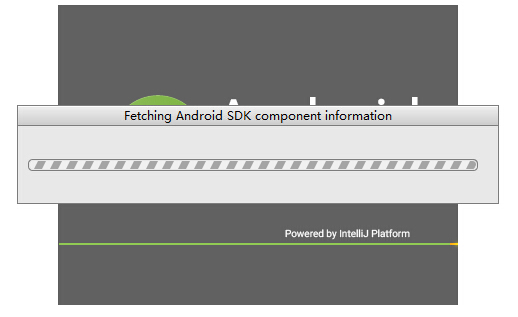 Fetching Android SDK component information
Powered by IntelliJ Platform